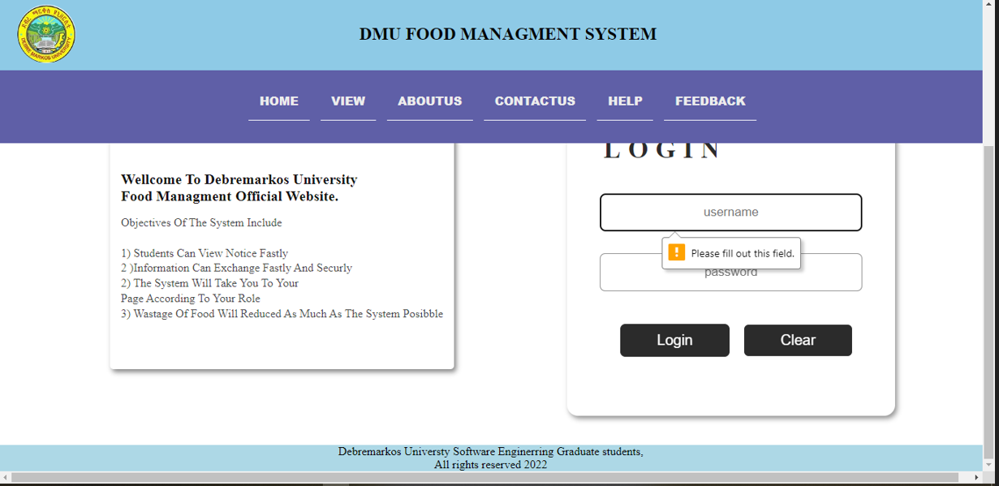 DMU FOOD MANAGMENT SYSTEM
HOME VIEW ABOUTUS CONTACTUS HELP FEEDBACK
Wellcome To Debremarkos University
Food Managment Official Website.
Objectives Of The System Include
1) Students Can View Notice Fastly
2 )Information Can Exchange Fastly And Securly
2) The System Will Take You To Your
Page According To Your Role
3) Wastage Of Food Will Reduced As Much As The System Posibble
LOGIN
username
Please fill out this field.
password
Login Clear
Debremarkos Universty Software Enginerring Graduate students,
All rights reserved 2022
DEBRE MARKOS UNIVERSITY